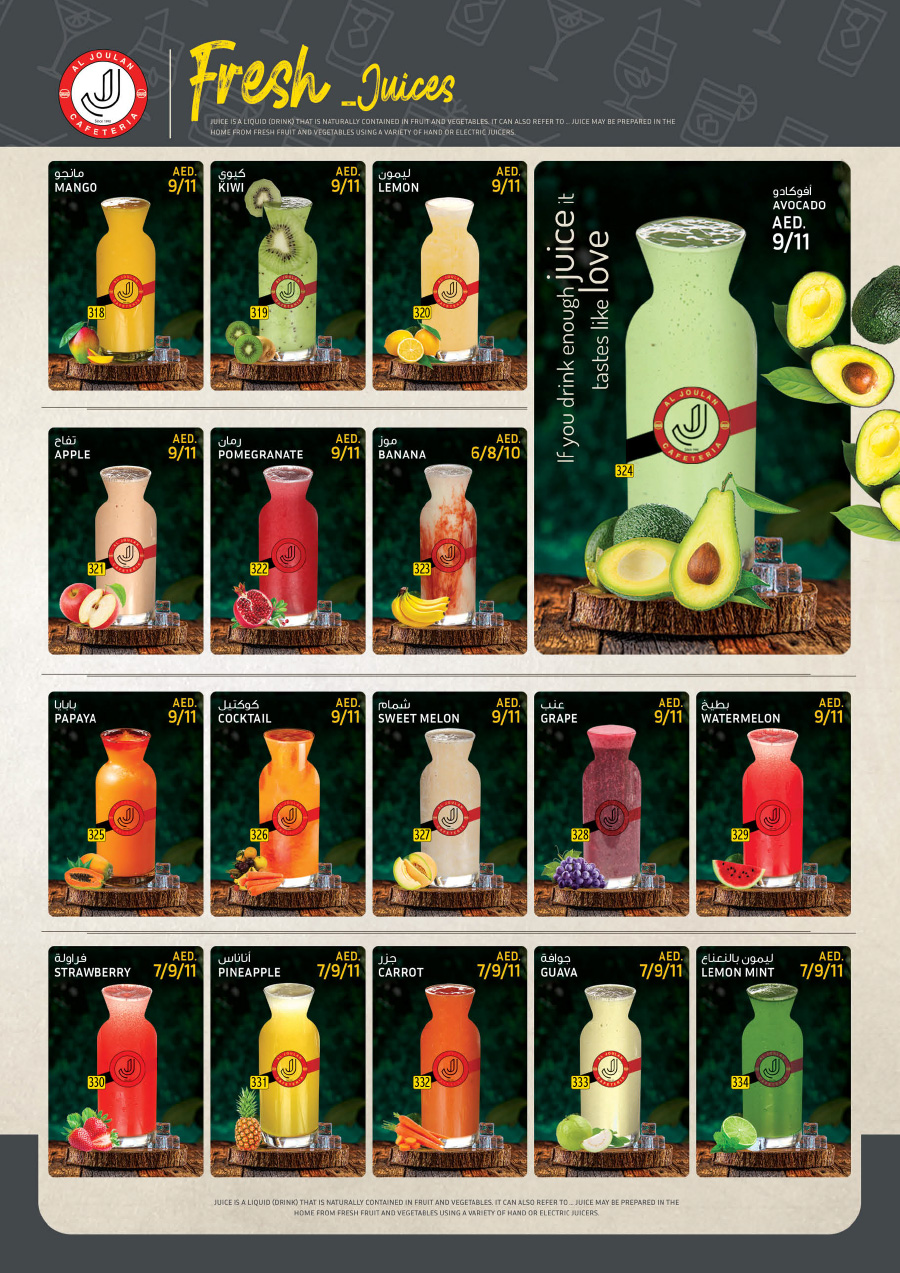 AL JOULAN
Since 1998
CAFETERIA
Fresh _Juices
JUICE IS A LIQUID (DRINK) THAT IS NATURALLY CONTAINED IN FRUIT AND VEGETABLES. IT CAN ALSO REFER TO ... JUICE MAY BE PREPARED IN THE
HOME FROM FRESH FRUIT AND VEGETABLES USING A VARIETY OF HAND OR ELECTRIC JUICERS.
مانجو
MANGO
AED.
9/11
318
كيوي
KIWI
AED.
9/11
319
ليمون
LEMON
AED.
9/11
320
If you drink enough juice it
tastes like love
أفوكادو
AVOCADO
AED.
9/11
AL JOULAN
CAFETERIA
324
تفاح
APPLE
AED.
9/11
321
رمان
POMEGRANATE
AED.
9/11
322
موز
BANANA
AED.
6/8/10
323
بابايا
PAPAYA
AED.
9/11
325
كوكتيل
COCKTAIL
AED.
9/11
326
شمام
SWEET MELON
AED.
9/11
327
عنب
GRAPE
AED.
9/11
328
بطيخ
WATERMELON
AED.
9/11
329
فراولة
STRAWBERRY
AED.
7/9/11
330
أناناس
PINEAPPLE
AED.
7/9/11
331
جزر
CARROT
AED.
7/9/11
332
جوافة
GUAVA
AED.
7/9/11
333
ليمون بالنعناع
LEMON MINT
AED.
7/9/11
334
JUICE IS A LIQUID (DRINK) THAT IS NATURALLY CONTAINED IN FRUIT AND VEGETABLES. IT CAN ALSO REFER TO ... JUICE MAY BE PREPARED IN THE
HOME FROM FRESH FRUIT AND VEGETABLES USING A VARIETY OF HAND OR ELECTRIC JUICERS.